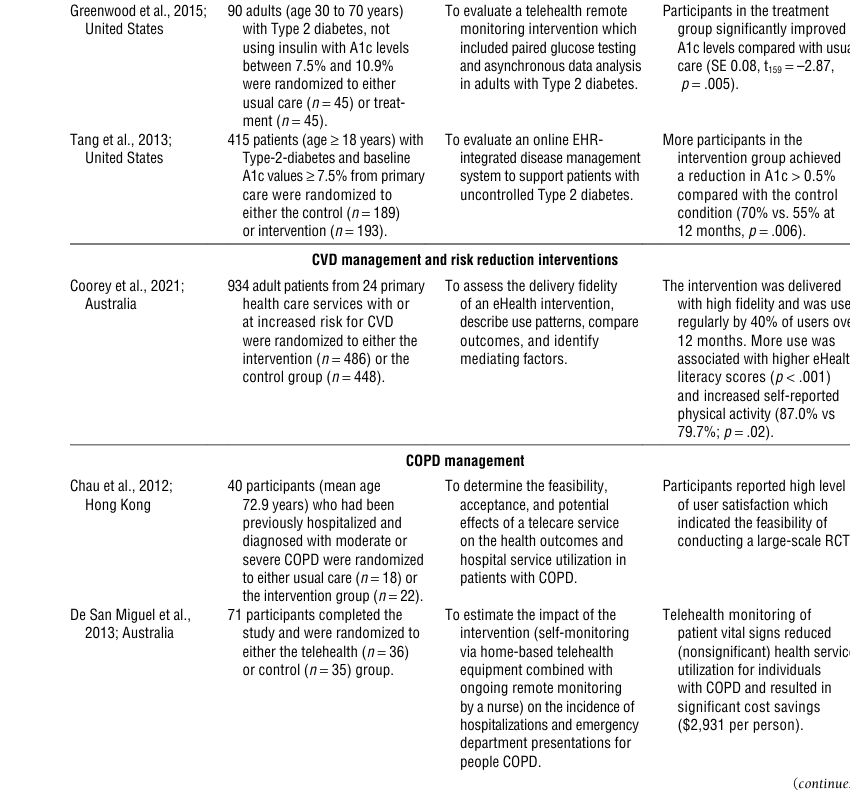 Greenwood et al., 2015;
United States
90 adults (age 30 to 70 years)
with Type 2 diabetes, not
using insulin with A1c levels
between 7.5% and 10.9%
were randomized to either
usual care (n = 45) or treat-
ment (n = 45).
To evaluate a telehealth remote
monitoring intervention which
included paired glucose testing
and asynchronous data analysis
in adults with Type 2 diabetes.
Participants in the treatment
group significantly improved
A1c levels compared with usua
care (SE 0.08, t159 = –2.87,
p = .005).
Tang et al., 2013;
United States
415 patients (age ≥ 18 years) with
Type-2-diabetes and baseline
A1c values ≥ 7.5% from primary
care were randomized to
either the control (n = 189)
or intervention (n = 193).
To evaluate an online EHR-
integrated disease management
system to support patients with
uncontrolled Type 2 diabetes.
More participants in the
intervention group achieved
a reduction in A1c > 0.5%
compared with the control
condition (70% vs. 55% at
12 months, p = .006).
CVD management and risk reduction interventions
Coorey et al., 2021;
Australia
934 adult patients from 24 primary
health care services with or
at increased risk for CVD
were randomized to either the
intervention (n = 486) or the
control group (n = 448).
To assess the delivery fidelity
of an eHealth intervention,
describe use patterns, compare
outcomes, and identify
mediating factors.
The intervention was delivered
with high fidelity and was use
regularly by 40% of users ove
12 months. More use was
associated with higher eHealt
literacy scores (p < .001)
and increased self-reported
physical activity (87.0% vs
79.7%; p = .02).
COPD management
Chau et al., 2012;
Hong Kong
40 participants (mean age
72.9 years) who had been
previously hospitalized and
diagnosed with moderate or
severe COPD were randomized
to either usual care (n = 18) or
the intervention group (n = 22).
To determine the feasibility,
acceptance, and potential
effects of a telecare service
on the health outcomes and
hospital service utilization in
patients with COPD.
Participants reported high level
of user satisfaction which
indicated the feasibility of
conducting a large-scale RCT
De San Miguel et al.,
2013; Australia
71 participants completed the
study and were randomized to
either the telehealth (n = 36)
or control (n = 35) group.
To estimate the impact of the
intervention (self-monitoring
via home-based telehealth
equipment combined with
ongoing remote monitoring
by a nurse) on the incidence of
hospitalizations and emergency
department presentations for
people COPD.
Telehealth monitoring of
patient vital signs reduced
(nonsignificant) health service
utilization for individuals
with COPD and resulted in
significant cost savings
($2,931 per person).
(continue